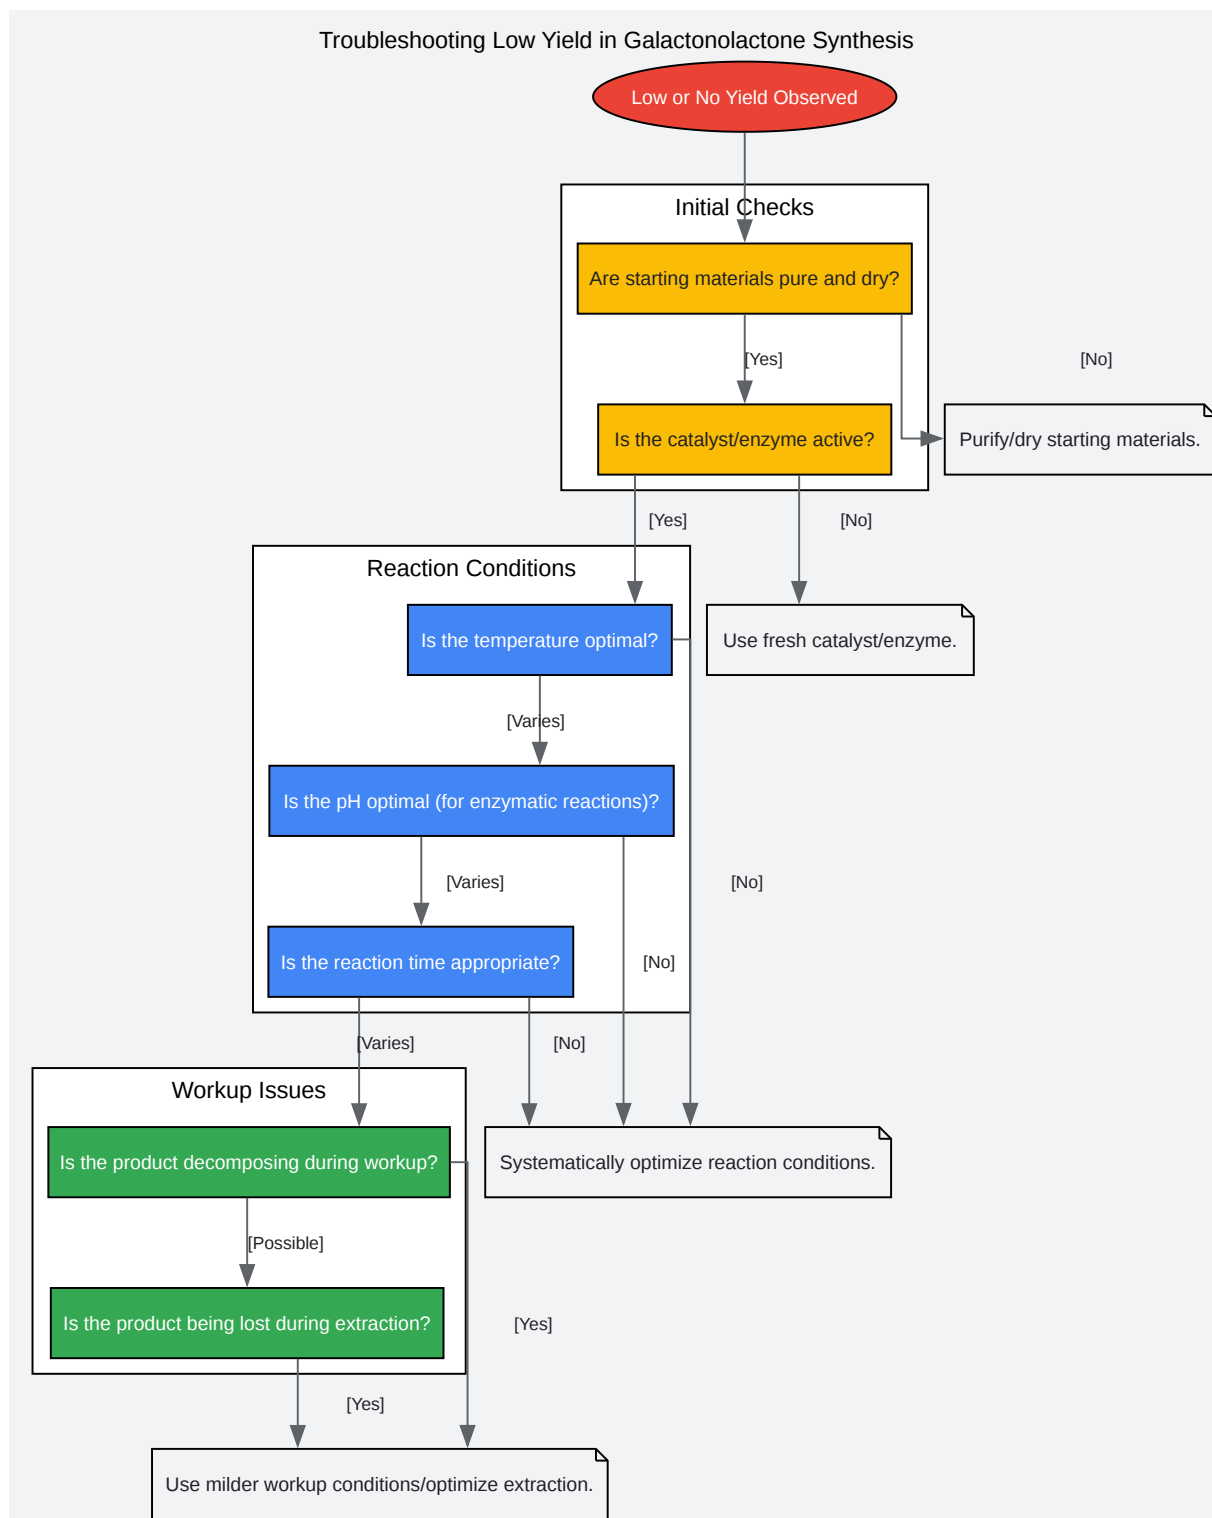 Troubleshooting Low Yield in Galactonolactone Synthesis
Low or No Yield Observed
Initial Checks
Are starting materials pure and dry?
[Yes]
[No]
Is the catalyst/enzyme active?
Purify/dry starting materials.
[Yes]
[No]
Reaction Conditions
Is the temperature optimal?
Use fresh catalyst/enzyme.
[Varies]
Is the pH optimal (for enzymatic reactions)?
[Varies]
[No]
Is the reaction time appropriate?
[No]
[Varies]
[No]
Workup Issues
Is the product decomposing during workup?
Systematically optimize reaction conditions.
[Possible]
Is the product being lost during extraction?
[Yes]
[Yes]
Use milder workup conditions/optimize extraction.